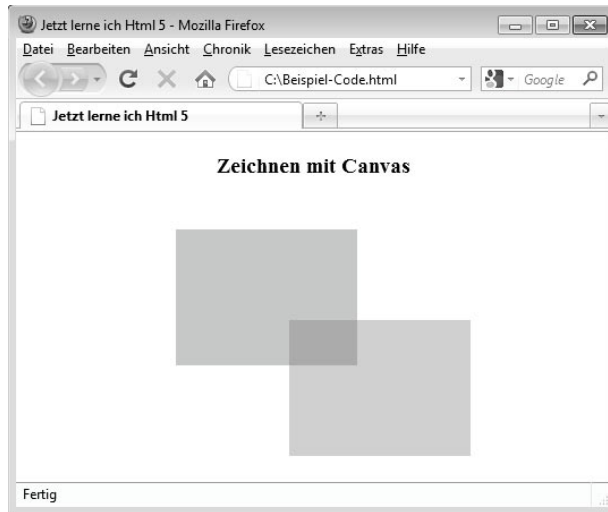 Jetzt lerne ich Html 5 - Mozilla Firefox
Datei Bearbeiten Ansicht Chronik Lesezeichen Extras Hilfe
C:\Beispiel-Code.html Google
Jetzt lerne ich Html 5
Zeichnen mit Canvas
Fertig